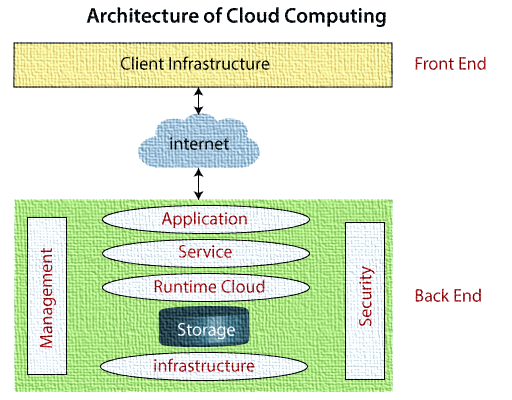 Architecture of Cloud Computing
Client Infrastructure
Front End
internet
Application
Service
Runtime Cloud
Storage
infrastructure
Management
Security
Back End